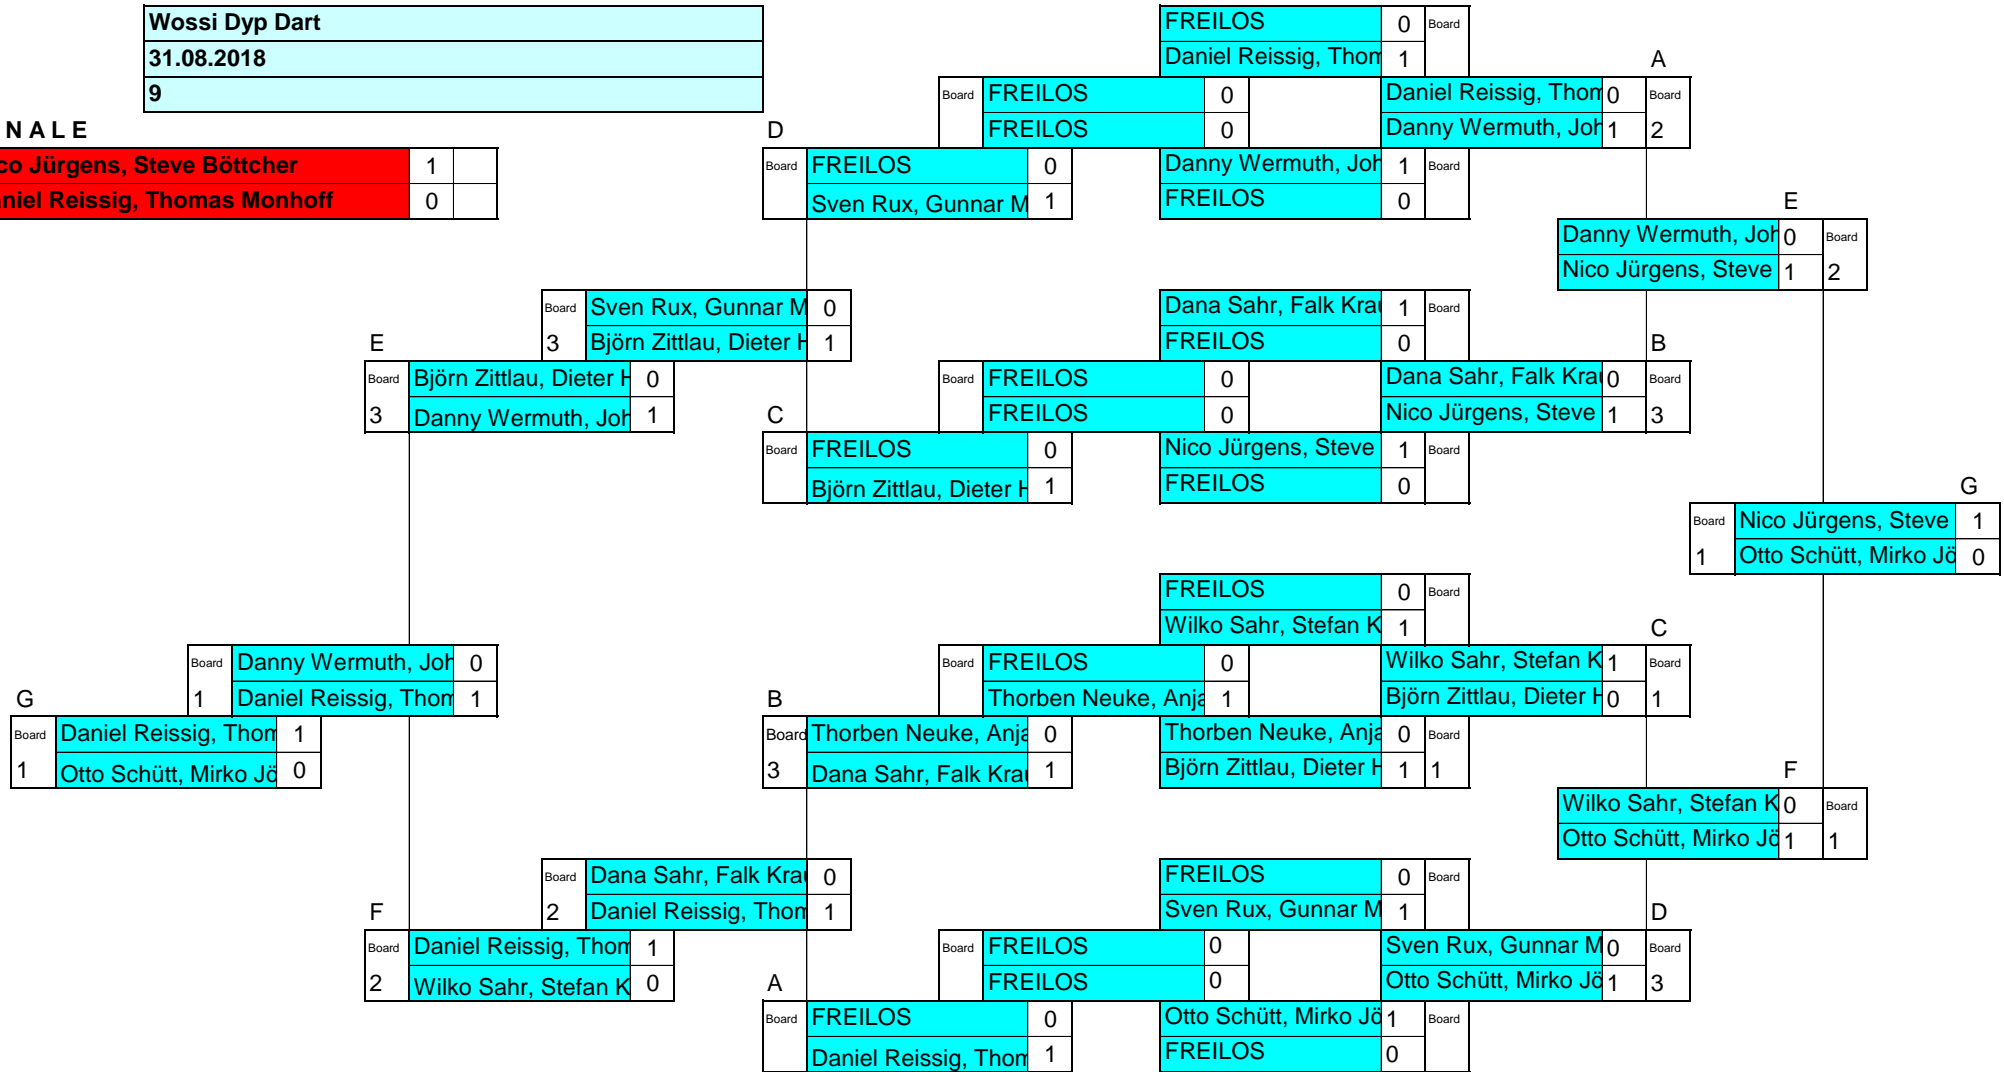 Wossi Dyp Dart
31.08.2018
9
N A L E
co Jürgens, Steve Böttcher 1
niel Reissig, Thomas Monhoff 0
FREILOS 0 Board
Daniel Reissig, Thom 1
A
Board FREILOS 0
FREILOS 0
Daniel Reissig, Thom 0 Board
Danny Wermuth, Joh 1 2
D
Board FREILOS 0
Sven Rux, Gunnar M 1
Danny Wermuth, Joh 1 Board
FREILOS 0
E
Danny Wermuth, Joh 0 Board
Nico Jürgens, Steve 1 2
Board Sven Rux, Gunnar M 0
3 Björn Zittlau, Dieter H 1
Dana Sahr, Falk Krau 1 Board
FREILOS 0
E
B
Board Björn Zittlau, Dieter H 0
3 Danny Wermuth, Joh 1
Board FREILOS 0
FREILOS 0
Dana Sahr, Falk Krau 0 Board
Nico Jürgens, Steve 1 3
C
Board FREILOS 0
Björn Zittlau, Dieter H 1
Nico Jürgens, Steve 1 Board
FREILOS 0
G
Board Nico Jürgens, Steve 1
1 Otto Schütt, Mirko Jö 0
FREILOS 0 Board
Wilko Sahr, Stefan K 1
C
Board Danny Wermuth, Joh 0
1 Daniel Reissig, Thom 1
Board FREILOS 0
Thorben Neuke, Anja 1
Wilko Sahr, Stefan K 1 Board
Björn Zittlau, Dieter H 0 1
G
B
Board Daniel Reissig, Thom 1
1 Otto Schütt, Mirko Jö 0
Board Thorben Neuke, Anja 0
3 Dana Sahr, Falk Krau 1
Thorben Neuke, Anja 0 Board
Björn Zittlau, Dieter H 1 1
F
Wilko Sahr, Stefan K 0 Board
Otto Schütt, Mirko Jö 1 1
Board Dana Sahr, Falk Krau 0
2 Daniel Reissig, Thom 1
FREILOS 0 Board
Sven Rux, Gunnar M 1
F
D
Board Daniel Reissig, Thom 1
2 Wilko Sahr, Stefan K 0
Board FREILOS 0
FREILOS 0
Sven Rux, Gunnar M 0 Board
Otto Schütt, Mirko Jö 1 3
A
Board FREILOS 0
Daniel Reissig, Thom 1
Otto Schütt, Mirko Jö 1 Board
FREILOS 0